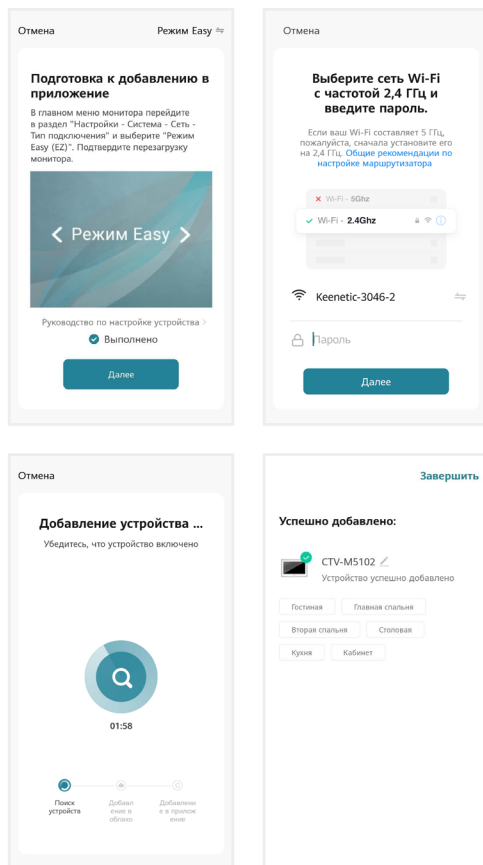 Отмена
Режим Easy
Подготовка к добавлению в
приложение
В главном меню монитора перейдите
в раздел "Настройки - Система - Сеть -
Тип подключения" и выберите "Режим
Easy (EZ)". Подтвердите перезагрузку
монитора.
Режим Easy
Руководство по настройке устройства >
Выполнено
Далее
Отмена
Выберите сеть Wi-Fi
с частотой 2,4 ГГц и
введите пароль.
Если ваш Wi-Fi составляет 5 ГГц,
пожалуйста, сначала установите его
на 2,4 ГГц. Общие рекомендации по
настройке маршрутизатора
Wi-Fi - 5Ghz
Wi-Fi - 2.4Ghz
Keenetic-3046-2
Пароль
Далее
Отмена
Добавление устройства ...
Убедитесь, что устройство включено
01:58
Поиск
устройств
Добавл
ение в
облако
Добавлени
е в прилож
ение
Завершить
Успешно добавлено:
CTV-M5102
Устройство успешно добавлено
Гостиная
Главная спальня
Вторая спальня
Столовая
Кухня
Кабинет